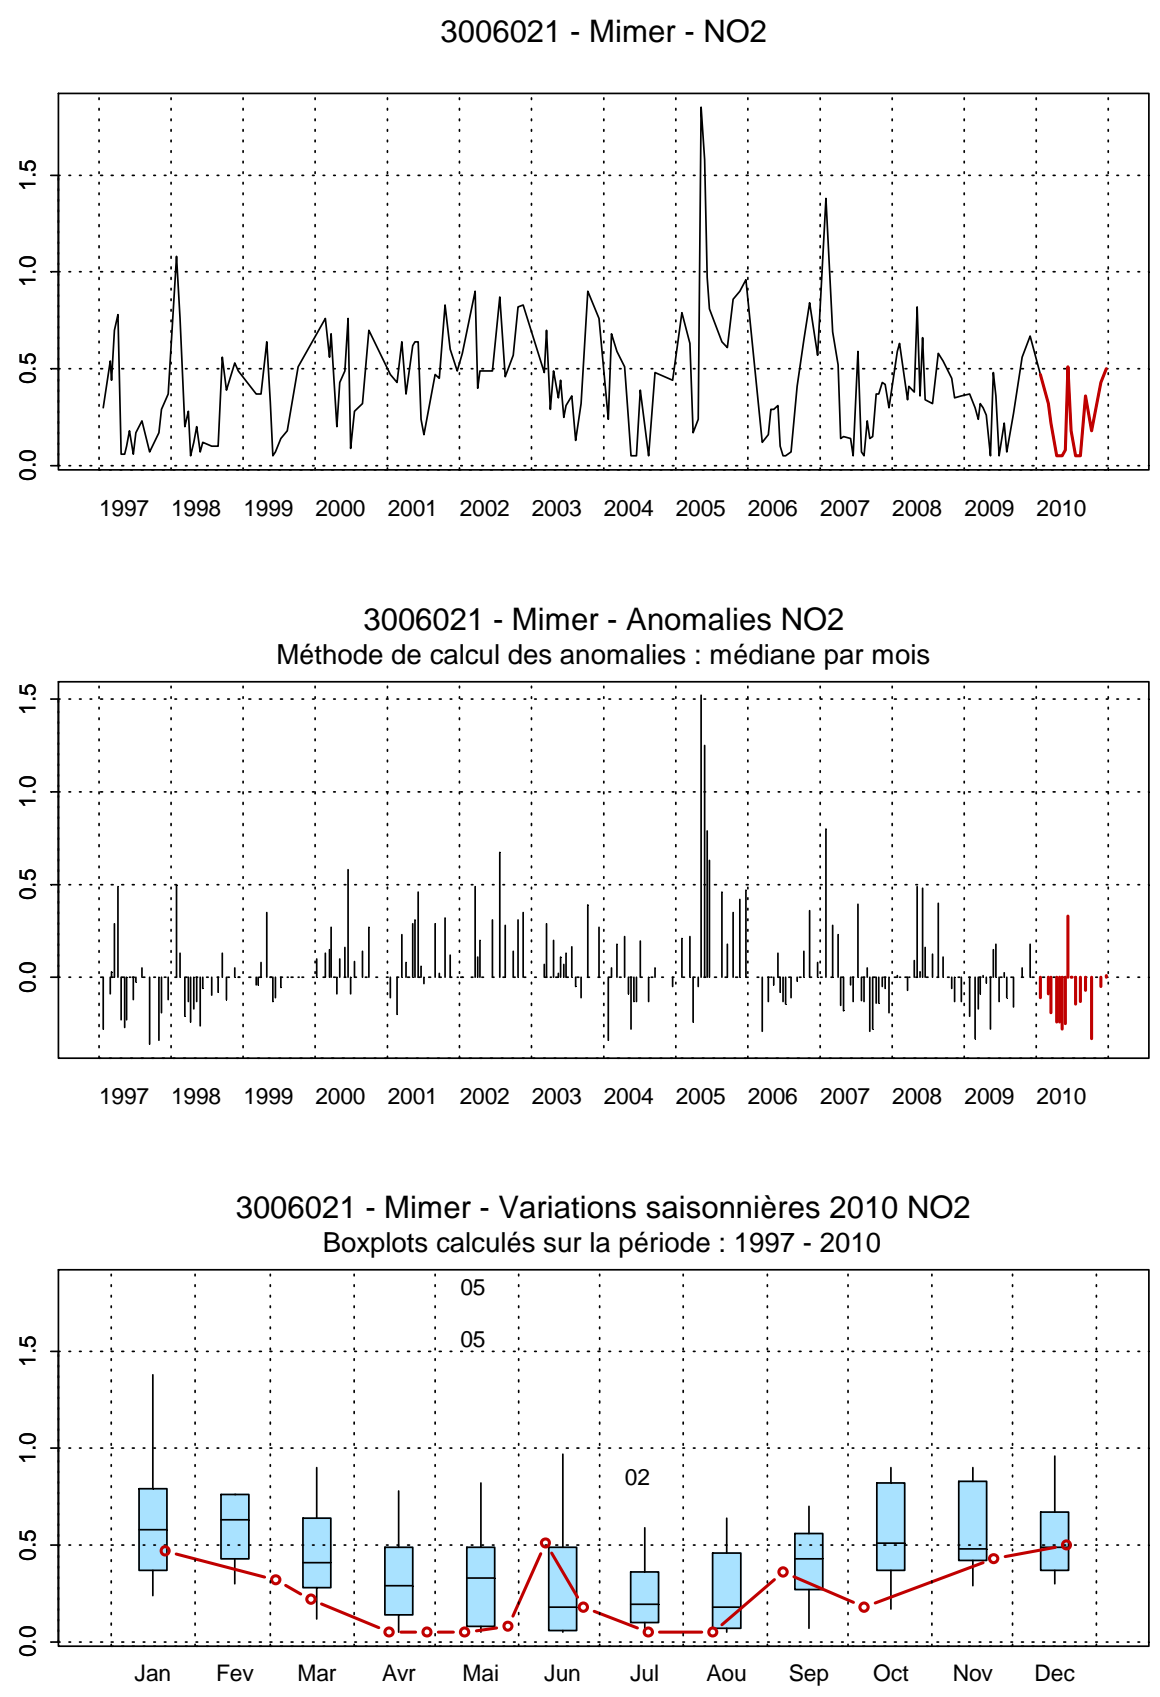 3006021 - Mimer - NO2
1.5
1.0
0.5
0.0
1997 1998 1999 2000 2001 2002 2003 2004 2005 2006 2007 2008 2009 2010
3006021 - Mimer - Anomalies NO2
Méthode de calcul des anomalies : médiane par mois
1.5
1.0
0.5
0.0
1997 1998 1999 2000 2001 2002 2003 2004 2005 2006 2007 2008 2009 2010
3006021 - Mimer - Variations saisonnières 2010 NO2
Boxplots calculés sur la période : 1997 - 2010
05
05
1.5
1.0
02
0.5
0.0
Jan Fev Mar Avr Mai Jun Jul Aou Sep Oct Nov Dec